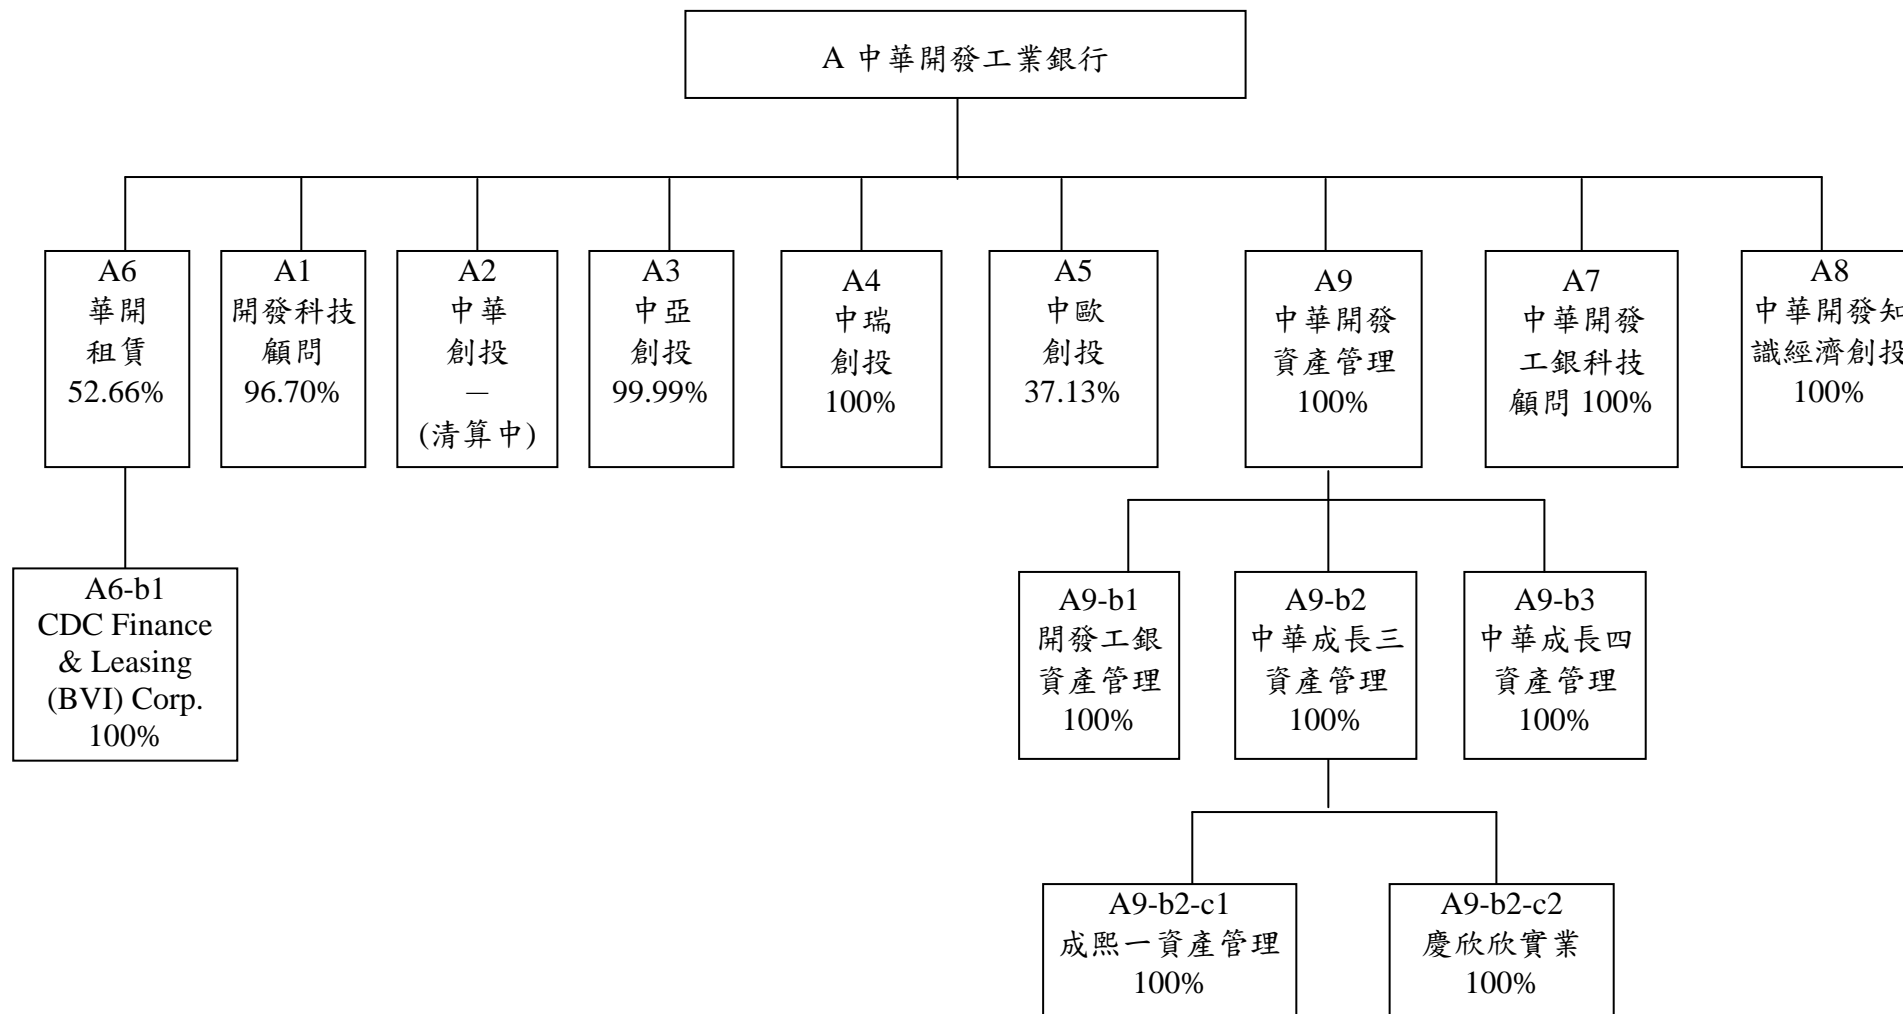 A 中華開發工業銀行
A6
華開
租賃
52.66%
A1
開發科技
顧問
96.70%
A2
中華
創投
—
(清算中)
A3
中亞
創投
99.99%
A4
中瑞
創投
100%
A5
中歐
創投
37.13%
A9
中華開發
資產管理
100%
A7
中華開發
工銀科技
顧問 100%
A8
中華開發知
識經濟創投
100%
A6-b1
CDC Finance
& Leasing
(BVI) Corp.
100%
A9-b1
開發工銀
資產管理
100%
A9-b2
中華成長三
資產管理
100%
A9-b3
中華成長四
資產管理
100%
A9-b2-c1
成熙一資產管理
100%
A9-b2-c2
慶欣欣實業
100%